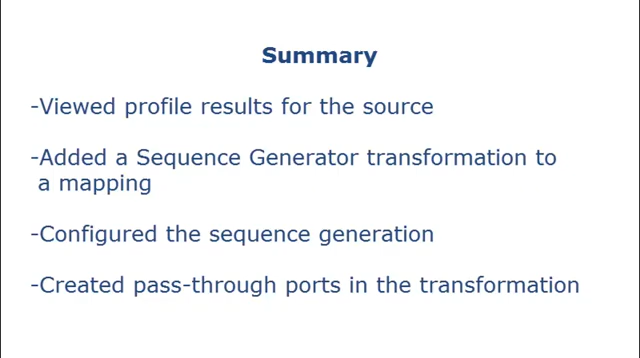 Summary
-Viewed profile results for the source
-Added a Sequence Generator transformation to
a mapping
-Configured the sequence generation
-Created pass-through ports in the transformation